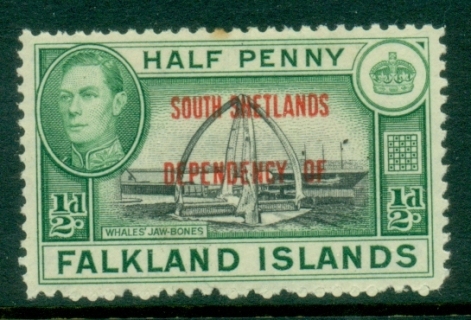 HALF PENNY
SOUTH SHETLANDS
DEPENDENCY OF
½d ½d
WHALES' JAW-BONES
FALKLAND ISLANDS